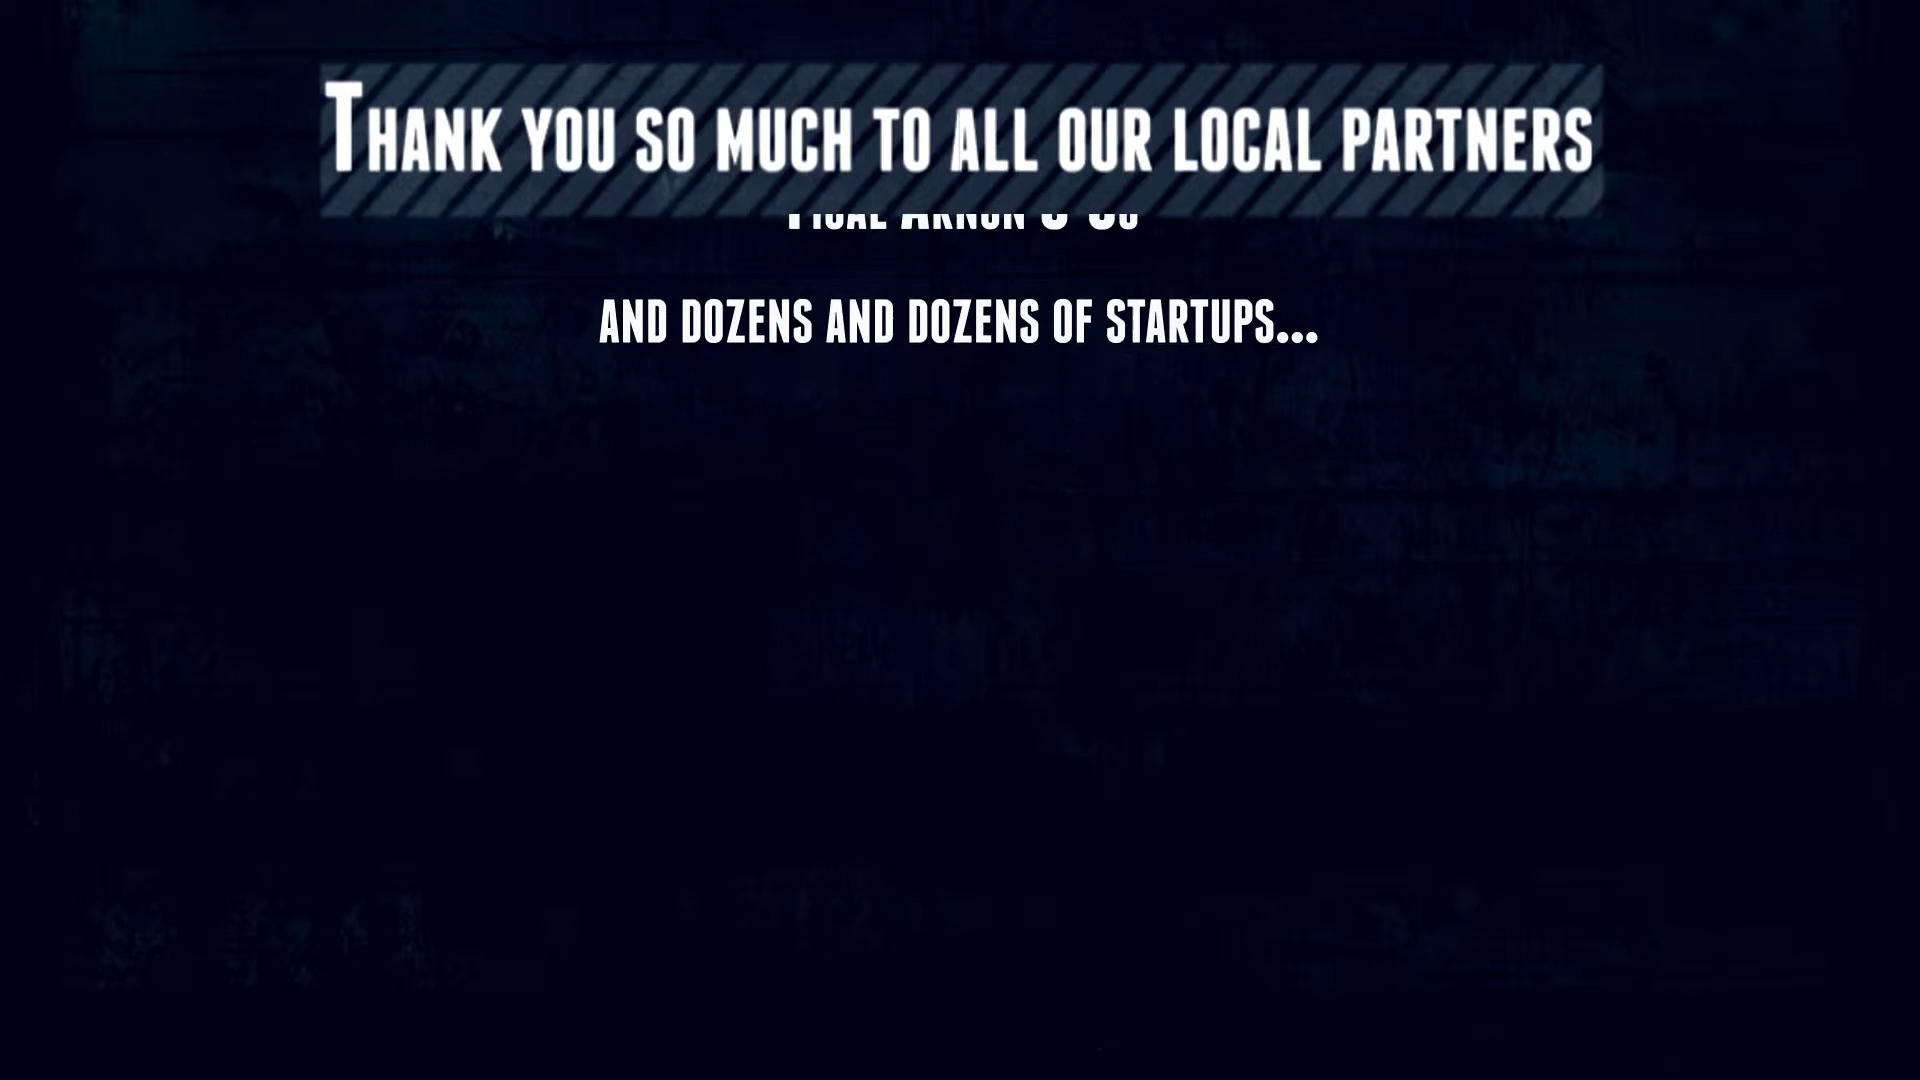 Thank you so much to all our local partners
and dozens and dozens of startups...